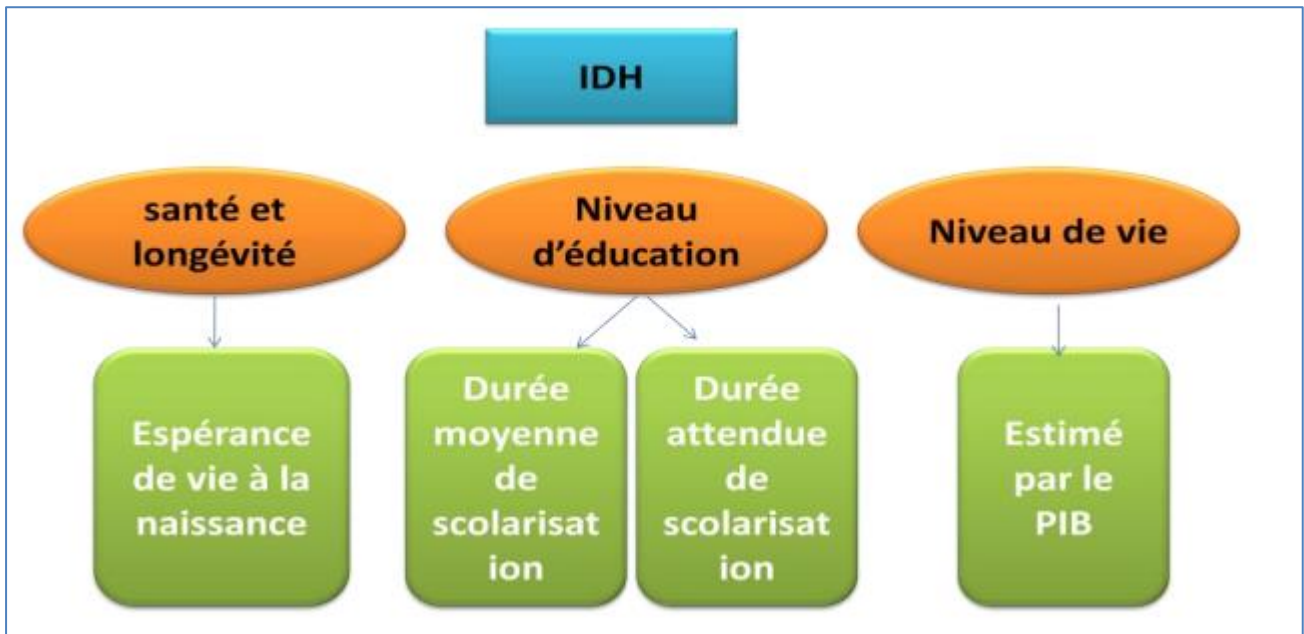 IDH
santé et
longévité
Niveau
d'éducation
Niveau de vie
Espérance
de vie à la
naissance
Durée
moyenne
de
scolarisat
ion
Durée
attendue
de
scolarisat
ion
Estimé
par le
PIB